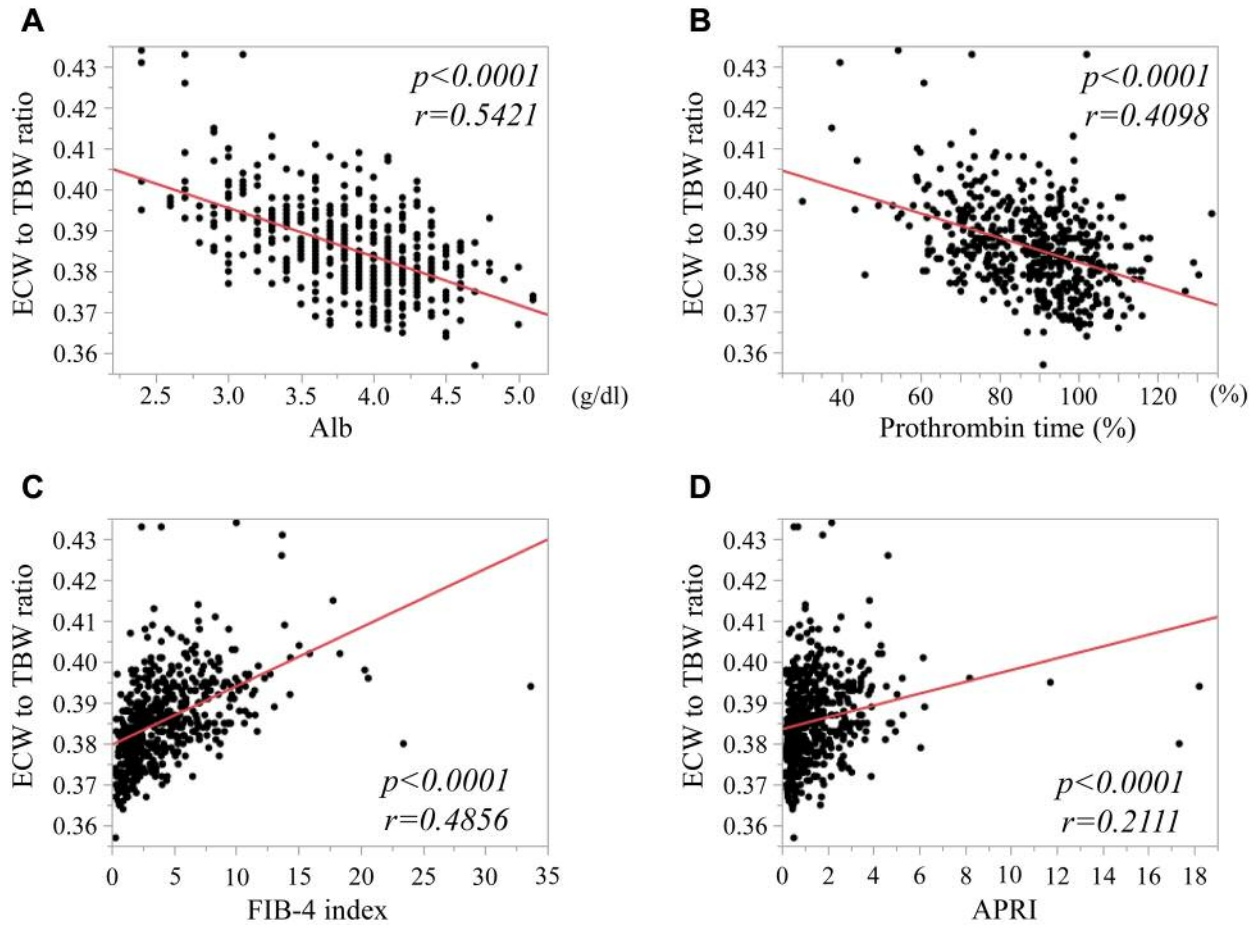 A
ECW to TBW ratio
0.43
0.42
0.41
0.40
0.39
0.38
0.37
0.36
p<0.0001
r=0.5421
2.5 3.0 3.5 4.0 4.5 5.0 (g/dl)
Alb
B
ECW to TBW ratio
0.43
0.42
0.41
0.40
0.39
0.38
0.37
0.36
p<0.0001
r=0.4098
40 60 80 100 120 (%)
Prothrombin time (%)
C
ECW to TBW ratio
0.43
0.42
0.41
0.40
0.39
0.38
0.37
0.36
p<0.0001
r=0.4856
0 5 10 15 20 25 30 35
FIB-4 index
D
ECW to TBW ratio
0.43
0.42
0.41
0.40
0.39
0.38
0.37
0.36
p<0.0001
r=0.2111
0 2 4 6 8 10 12 14 16 18
APRI